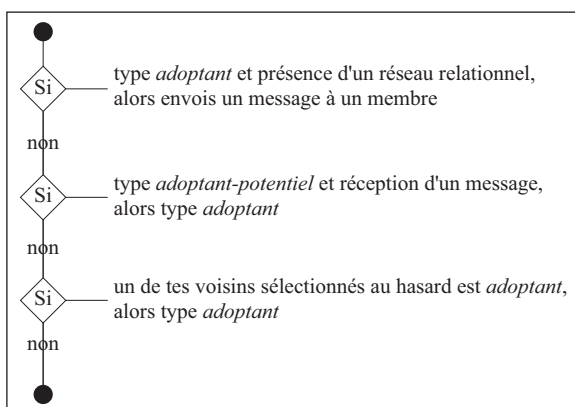 Si
type adoptant et présence d'un réseau relationnel,
alors envois un message à un membre
non
Si
type adoptant-potentiel et réception d'un message,
alors type adoptant
non
Si
un de tes voisins sélectionnés au hasard est adoptant,
alors type adoptant
non